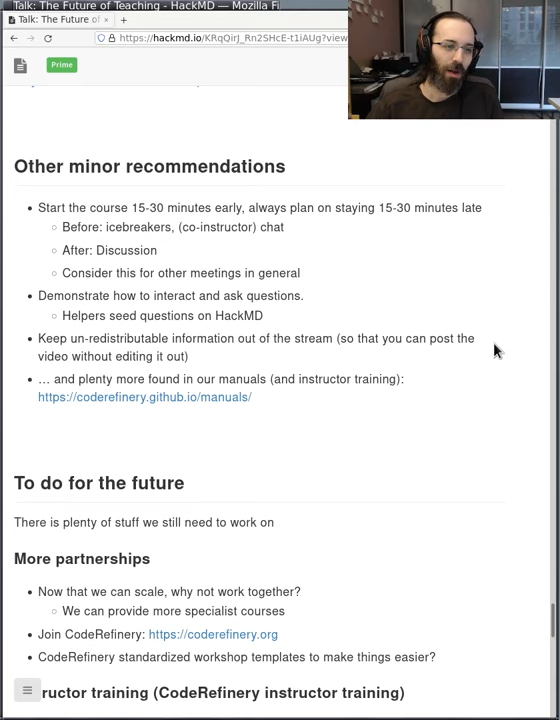 Talk: The Future of Teaching - HackMD — Mozilla Fi
Talk: The Future of
https://hackmd.io/KRqQirJ_Rn2SHcE-t1iAUg?view
Prime
Other minor recommendations
Start the course 15-30 minutes early, always plan on staying 15-30 minutes late
Before: icebreakers, (co-instructor) chat
After: Discussion
Consider this for other meetings in general
Demonstrate how to interact and ask questions.
Helpers seed questions on HackMD
Keep un-redistributable information out of the stream (so that you can post the
video without editing it out)
… and plenty more found in our manuals (and instructor training):
https://coderefinery.github.io/manuals/
To do for the future
There is plenty of stuff we still need to work on
More partnerships
Now that we can scale, why not work together?
We can provide more specialist courses
Join CodeRefinery: https://coderefinery.org
CodeRefinery standardized workshop templates to make things easier?
ructor training (CodeRefinery instructor training)